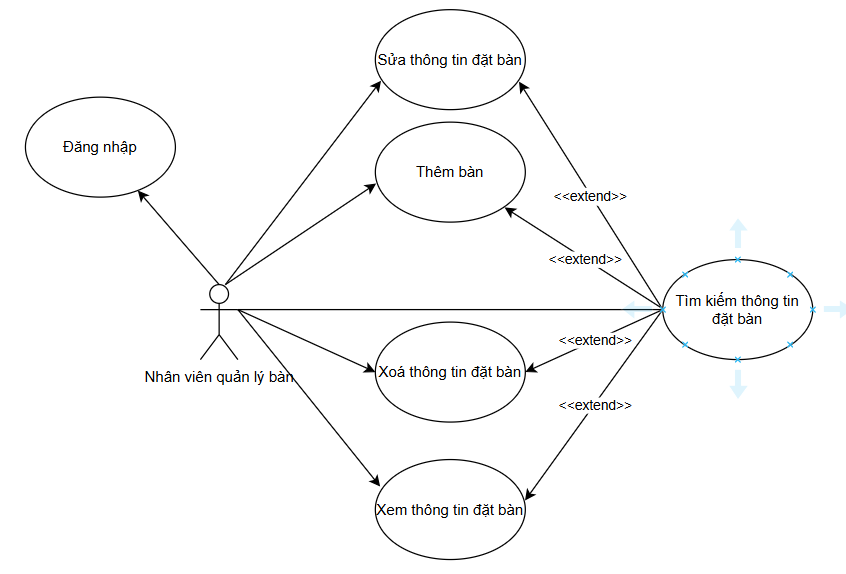 Sửa thông tin đặt bàn
Đăng nhập
Thêm bàn
<<extend>>
<<extend>>
Tìm kiếm thông tin
đặt bàn
<<extend>>
Xoá thông tin đặt bàn
Nhân viên quản lý bàn
<<extend>>
Xem thông tin đặt bàn